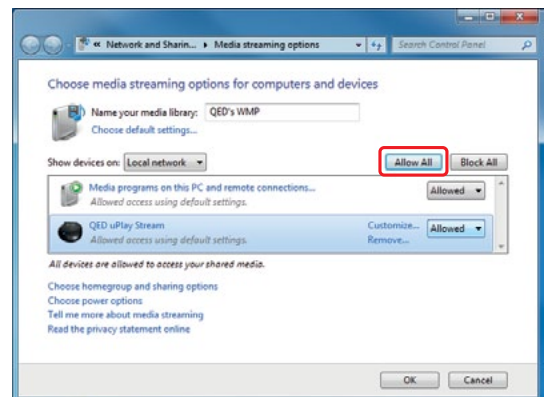 « Network and Sharin... ▸ Media streaming options
Search Control Panel
Choose media streaming options for computers and devices
Name your media library: QED's WMP
Choose default settings...
Show devices on: Local network
Allow All
Block All
Media programs on this PC and remote connections...
Allowed access using default settings.
Allowed
QED uPlay Stream
Allowed access using default settings.
Customize...
Remove...
Allowed
All devices are allowed to access your shared media.
Choose homegroup and sharing options
Choose power options
Tell me more about media streaming
Read the privacy statement online
OK
Cancel